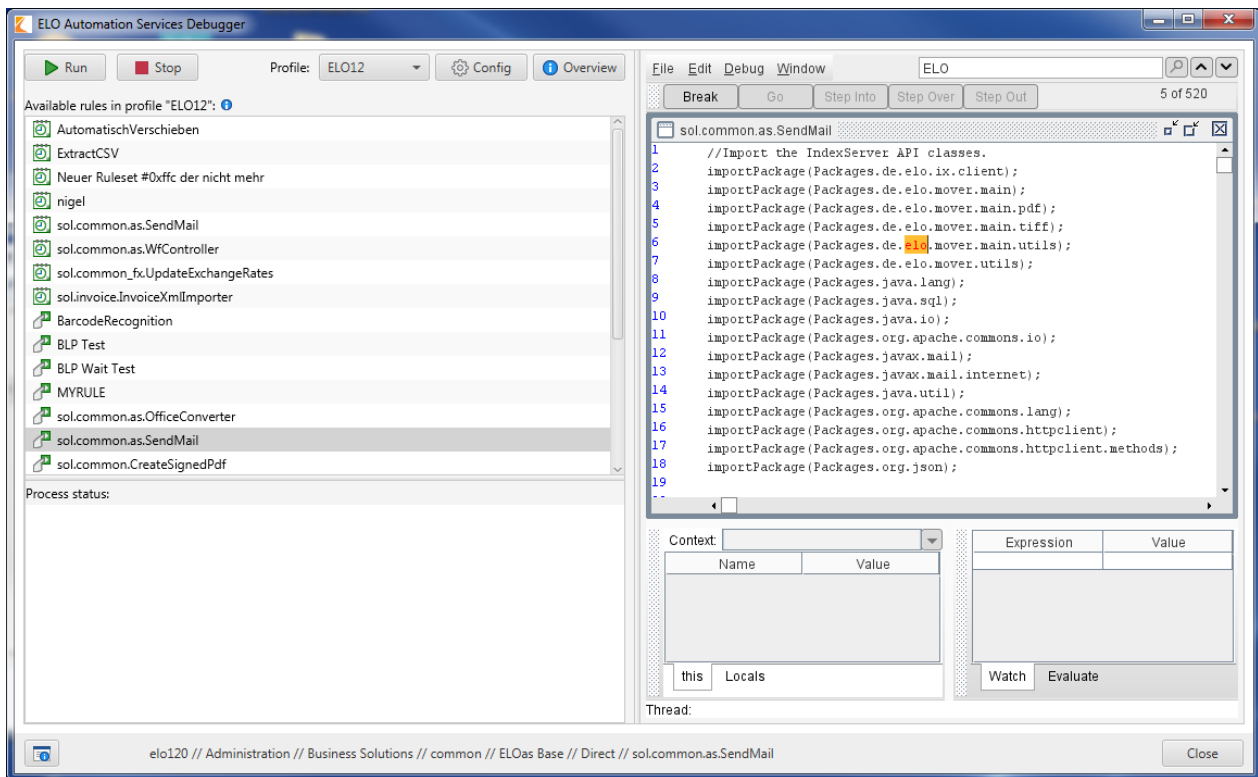 ELO Automation Services Debugger
Run Stop Profile: ELO12 Config Overview
Available rules in profile "ELO12":
AutomatischVerschieben
ExtractCSV
Neuer Ruleset #0xffc der nicht mehr
nigel
sol.common.as.SendMail
sol.common.as.WfController
sol.common_fx.UpdateExchangeRates
sol.invoice.InvoiceXmlImporter
BarcodeRecognition
BLP Test
BLP Wait Test
MYRULE
sol.common.as.OfficeConverter
sol.common.as.SendMail
sol.common.CreateSignedPdf
Process status:
File Edit Debug Window ELO
Break Go Step Into Step Over Step Out 5 of 520
sol.common.as.SendMail
1 //Import the IndexServer API classes.
2 importPackage(Packages.de.elo.ix.client);
3 importPackage(Packages.de.elo.mover.main);
4 importPackage(Packages.de.elo.mover.main.pdf);
5 importPackage(Packages.de.elo.mover.main.tiff);
6 importPackage(Packages.de.elo.mover.main.utils);
7 importPackage(Packages.de.elo.mover.utils);
8 importPackage(Packages.java.lang);
9 importPackage(Packages.java.sql);
10 importPackage(Packages.java.io);
11 importPackage(Packages.org.apache.commons.io);
12 importPackage(Packages.javax.mail);
13 importPackage(Packages.javax.mail.internet);
14 importPackage(Packages.java.util);
15 importPackage(Packages.org.apache.commons.lang);
16 importPackage(Packages.org.apache.commons.httpclient);
17 importPackage(Packages.org.apache.commons.httpclient.methods);
18 importPackage(Packages.org.json);
19
Context:
Name Value
this Locals
Expression Value
Watch Evaluate
Thread:
elo120 // Administration // Business Solutions // common // ELOas Base // Direct // sol.common.as.SendMail
Close